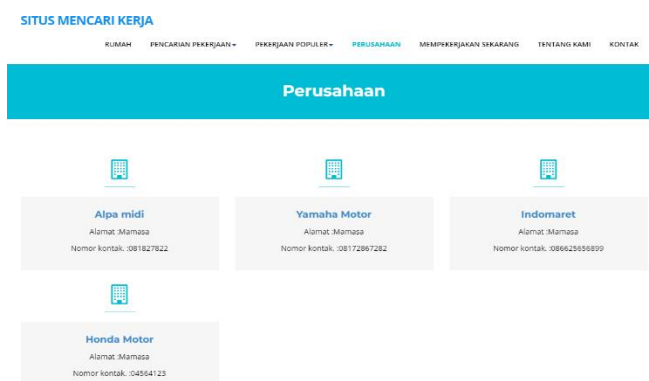 SITUS MENCARI KERJA
RUMAH PENCARIAN PEKERJAAN PEKERJAAN POPULER PERUSAHAAN MEMPEKERJAKAN SEKARANG TENTANG KAMI KONTAK
Perusahaan
Alpa midi
Alamat :Mamasa
Nomor kontak. :081827822
Yamaha Motor
Alamat :Mamasa
Nomor kontak. :08172867282
Indomaret
Alamat :Mamasa
Nomor kontak. :086625656899
Honda Motor
Alamat :Mamasa
Nomor kontak. :04564123